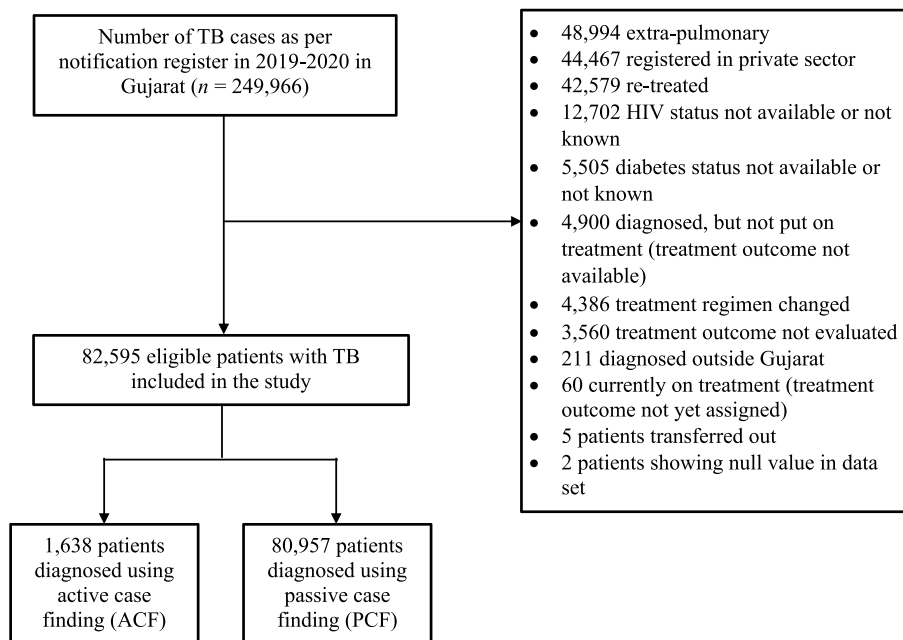 Number of TB cases as per
notification register in 2019-2020 in
Gujarat (n = 249,966)
• 48,994 extra-pulmonary
• 44,467 registered in private sector
• 42,579 re-treated
• 12,702 HIV status not available or not
known
• 5,505 diabetes status not available or
not known
• 4,900 diagnosed, but not put on
treatment (treatment outcome not
available)
• 4,386 treatment regimen changed
• 3,560 treatment outcome not evaluated
• 211 diagnosed outside Gujarat
• 60 currently on treatment (treatment
outcome not yet assigned)
• 5 patients transferred out
• 2 patients showing null value in data
set
82,595 eligible patients with TB
included in the study
1,638 patients
diagnosed using
active case
finding (ACF)
80,957 patients
diagnosed using
passive case
finding (PCF)